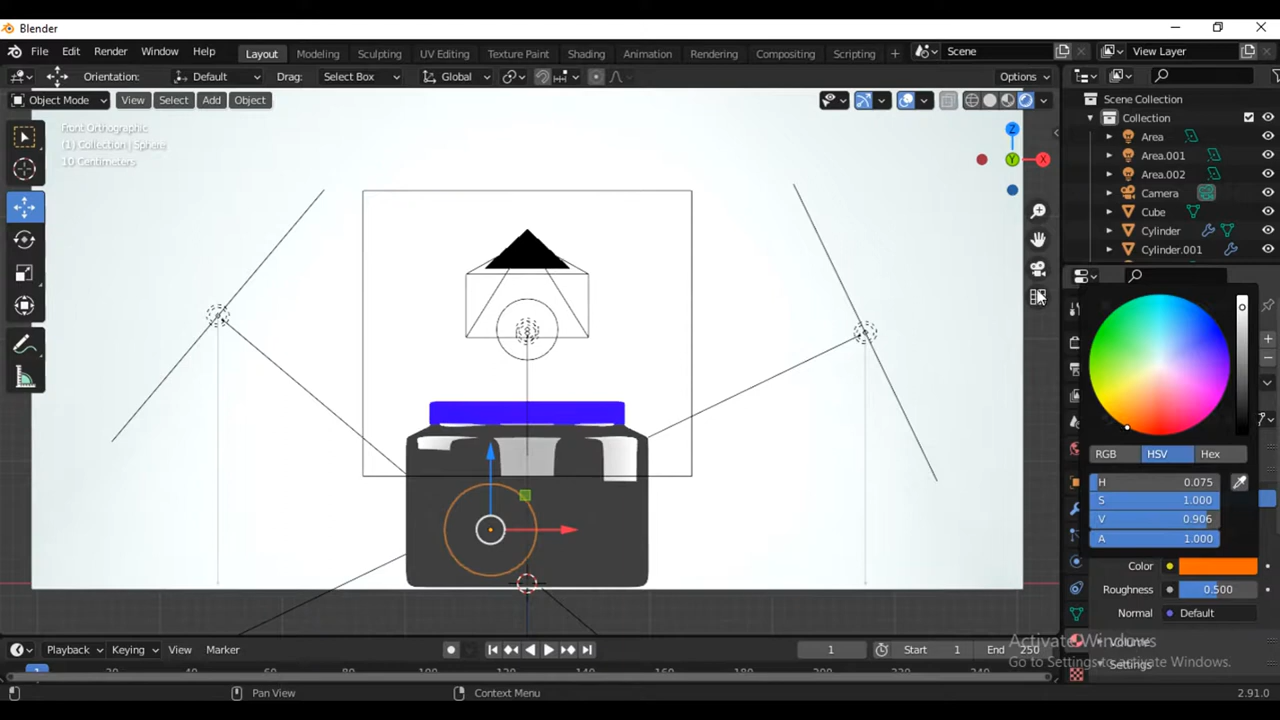 Blender
File Edit Render Window Help Layout Modeling Sculpting UV Editing Texture Paint Shading Animation Rendering Compositing Scripting + Scene View Layer
Orientation: Default Drag: Select Box Global Options
Object Mode View Select Add Object
Front Orthographic
(1) Collection | Sphere
10 Centimeters
Z
Y
X
Scene Collection
Collection
Area
Area.001
Area.002
Camera
Cube
Cylinder
Cylinder.001
RGB HSV Hex
H 0.075
S 1.000
V 0.906
A 1.000
Color
Roughness 0.500
Normal Default
Volume
Settings
Activate Windows
Go to Settings to activate Windows.
Playback Keying View Marker 1 Start 1 End 250
1
Pan View Context Menu 2.91.0